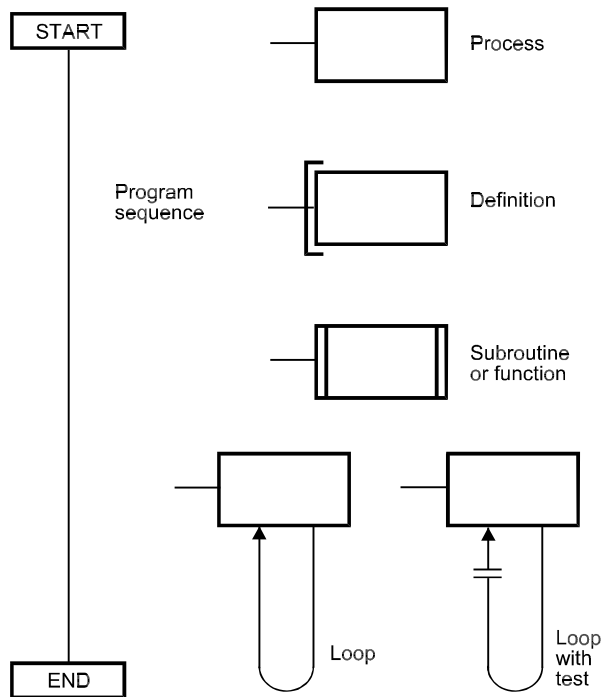 START
Process
Program
sequence
Definition
Subroutine
or function
Loop
Loop
with
test
END